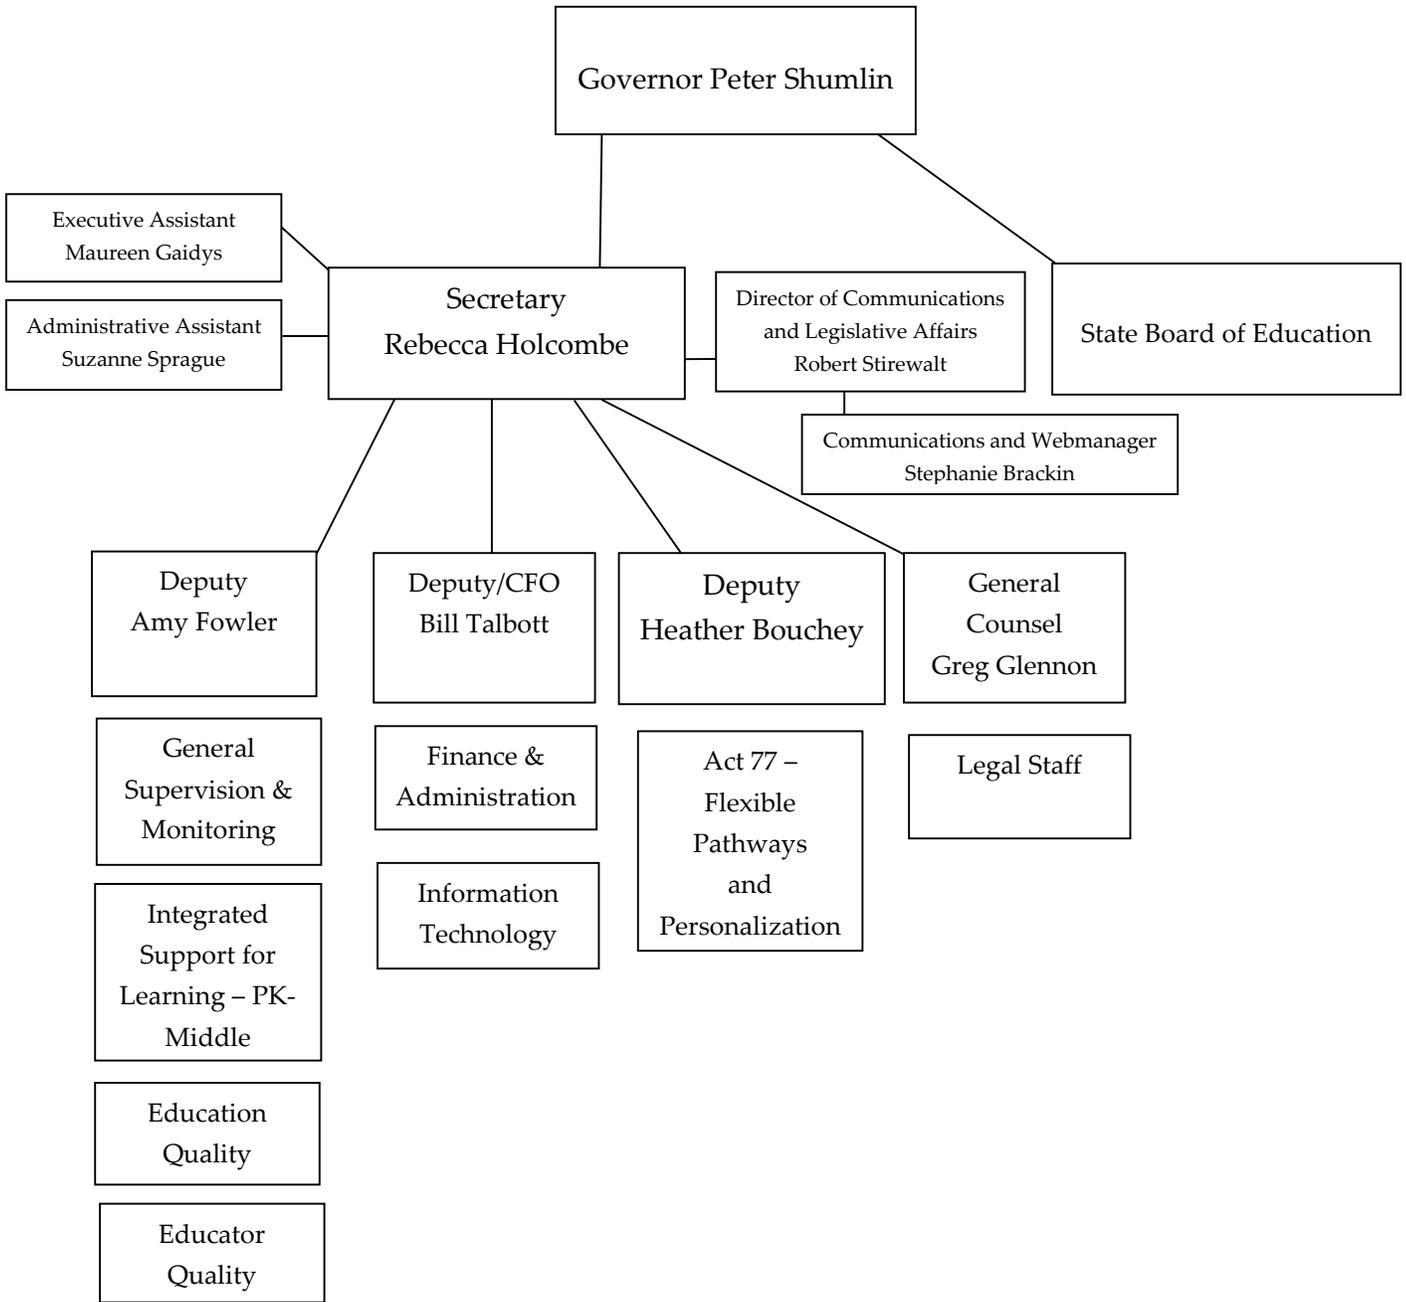 Governor Peter Shumlin
Executive Assistant
Maureen Gaidys
Administrative Assistant
Suzanne Sprague
Secretary
Rebecca Holcombe
Director of Communications
and Legislative Affairs
Robert Stirewalt
State Board of Education
Communications and Webmanager
Stephanie Brackin
Deputy
Amy Fowler
Deputy/CFO
Bill Talbott
Deputy
Heather Bouchey
General
Counsel
Greg Glennon
General
Supervision &
Monitoring
Finance &
Administration
Act 77 –
Flexible
Pathways
and
Personalization
Legal Staff
Integrated
Support for
Learning – PK-
Middle
Information
Technology
Education
Quality
Educator
Quality